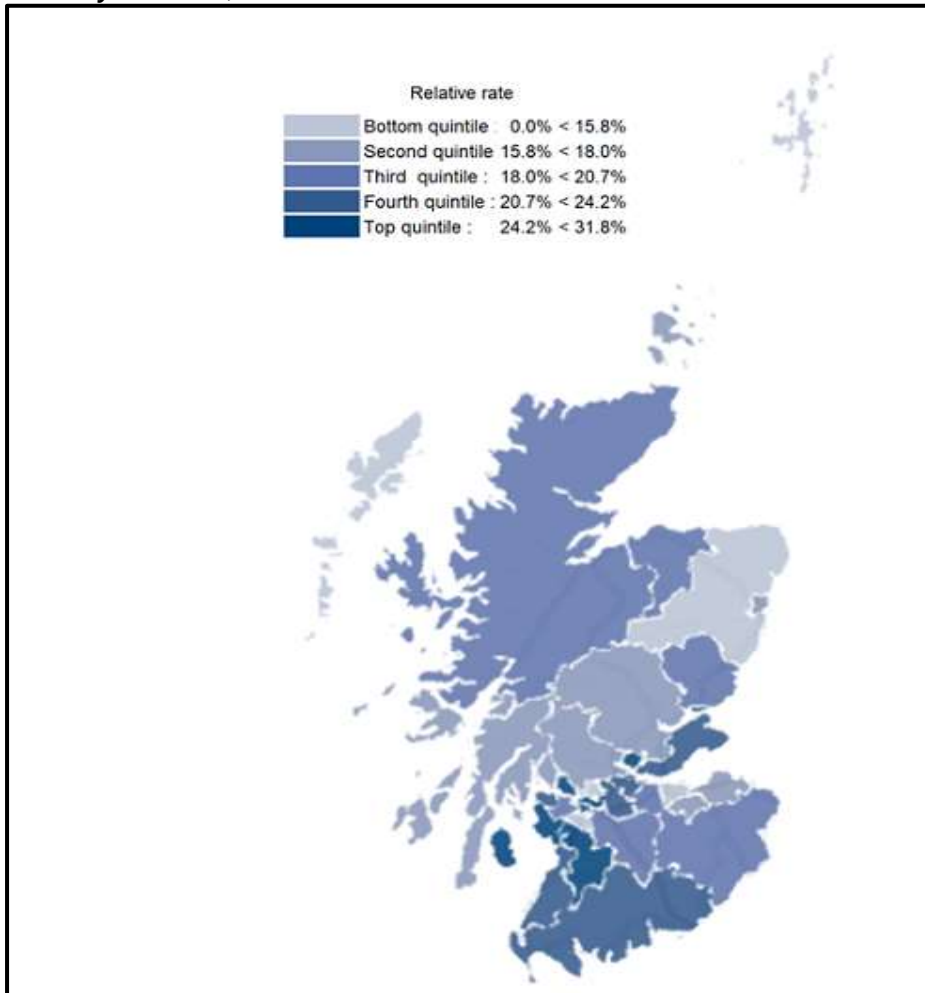 Relative rate
Bottom quintile : 0.0% < 15.8%
Second quintile 15.8% < 18.0%
Third quintile : 18.0% < 20.7%
Fourth quintile : 20.7% < 24.2%
Top quintile : 24.2% < 31.8%